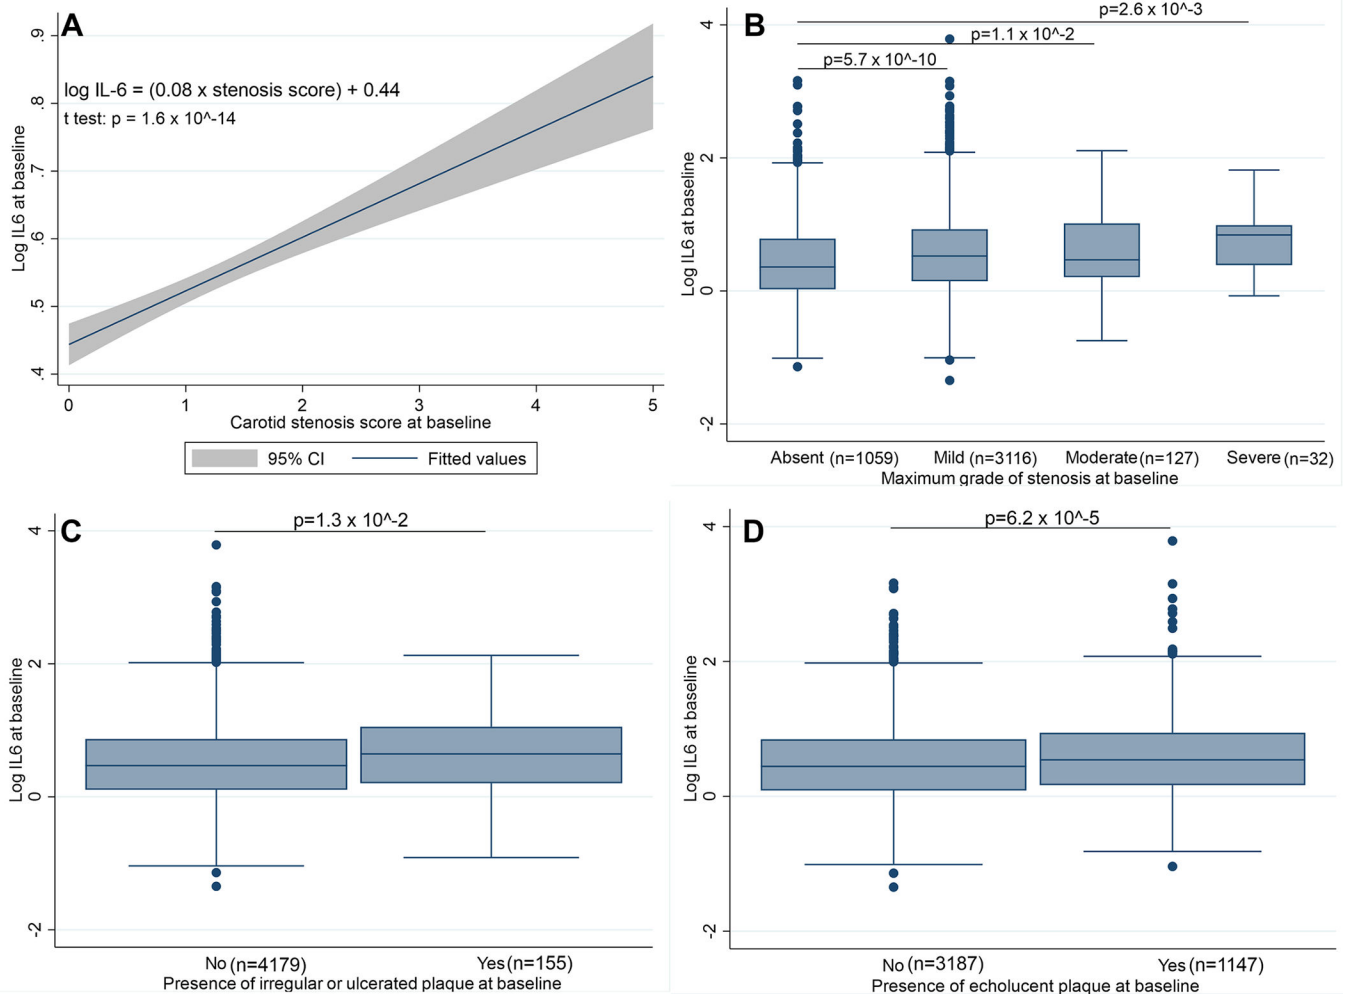 A
log IL-6 = (0.08 x stenosis score) + 0.44
t test: p = 1.6 x 10^-14
Log IL6 at baseline
.9
.8
.7
.6
.5
.4
0 1 2 3 4 5
Carotid stenosis score at baseline
95% CI Fitted values
B
p=2.6 x 10^-3
p=1.1 x 10^-2
p=5.7 x 10^-10
Log IL6 at baseline
4
2
0
-2
Absent (n=1059) Mild (n=3116) Moderate (n=127) Severe (n=32)
Maximum grade of stenosis at baseline
C
p=1.3 x 10^-2
Log IL6 at baseline
4
2
0
-2
No (n=4179) Yes (n=155)
Presence of irregular or ulcerated plaque at baseline
D
p=6.2 x 10^-5
Log IL6 at baseline
4
2
0
-2
No (n=3187) Yes (n=1147)
Presence of echolucent plaque at baseline